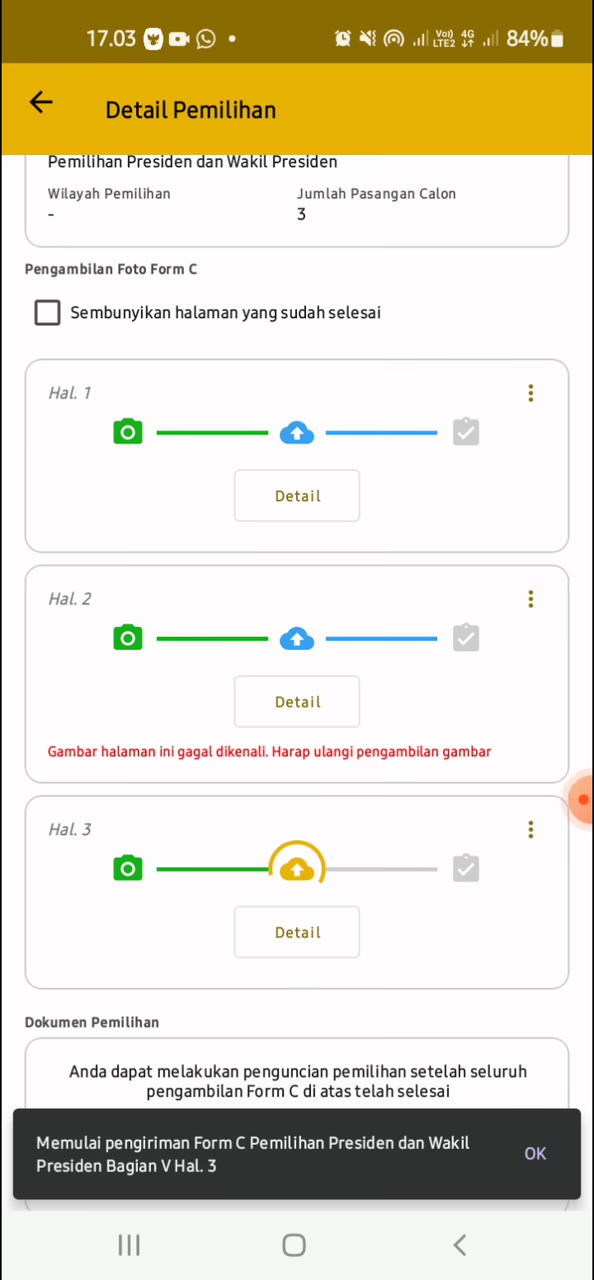 17.03
Vo))
LTE2
4G
84%
Detail Pemilihan
Pemilihan Presiden dan Wakil Presiden
Wilayah Pemilihan
Jumlah Pasangan Calon
-
3
Pengambilan Foto Form C
Sembunyikan halaman yang sudah selesai
Hal. 1
Detail
Hal. 2
Detail
Gambar halaman ini gagal dikenali. Harap ulangi pengambilan gambar
Hal. 3
Detail
Dokumen Pemilihan
Anda dapat melakukan penguncian pemilihan setelah seluruh
pengambilan Form C di atas telah selesai
Memulai pengiriman Form C Pemilihan Presiden dan Wakil
Presiden Bagian V Hal. 3
OK